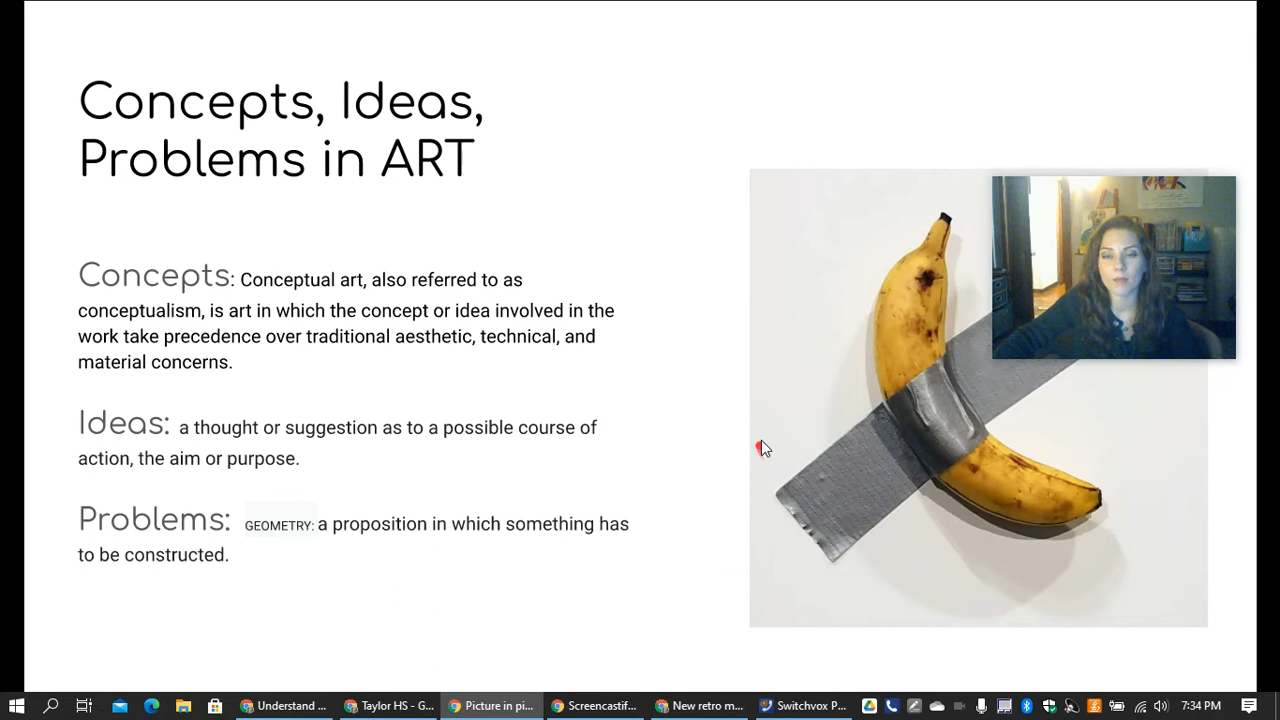 Concepts, Ideas,
Problems in ART
Concepts: Conceptual art, also referred to as
conceptualism, is art in which the concept or idea involved in the
work take precedence over traditional aesthetic, technical, and
material concerns.
Ideas: a thought or suggestion as to a possible course of
action, the aim or purpose.
Problems: GEOMETRY: a proposition in which something has
to be constructed.
Understand ...
Taylor HS - G...
Picture in pi...
Screencastif...
New retro m...
Switchvox P...
7:34 PM